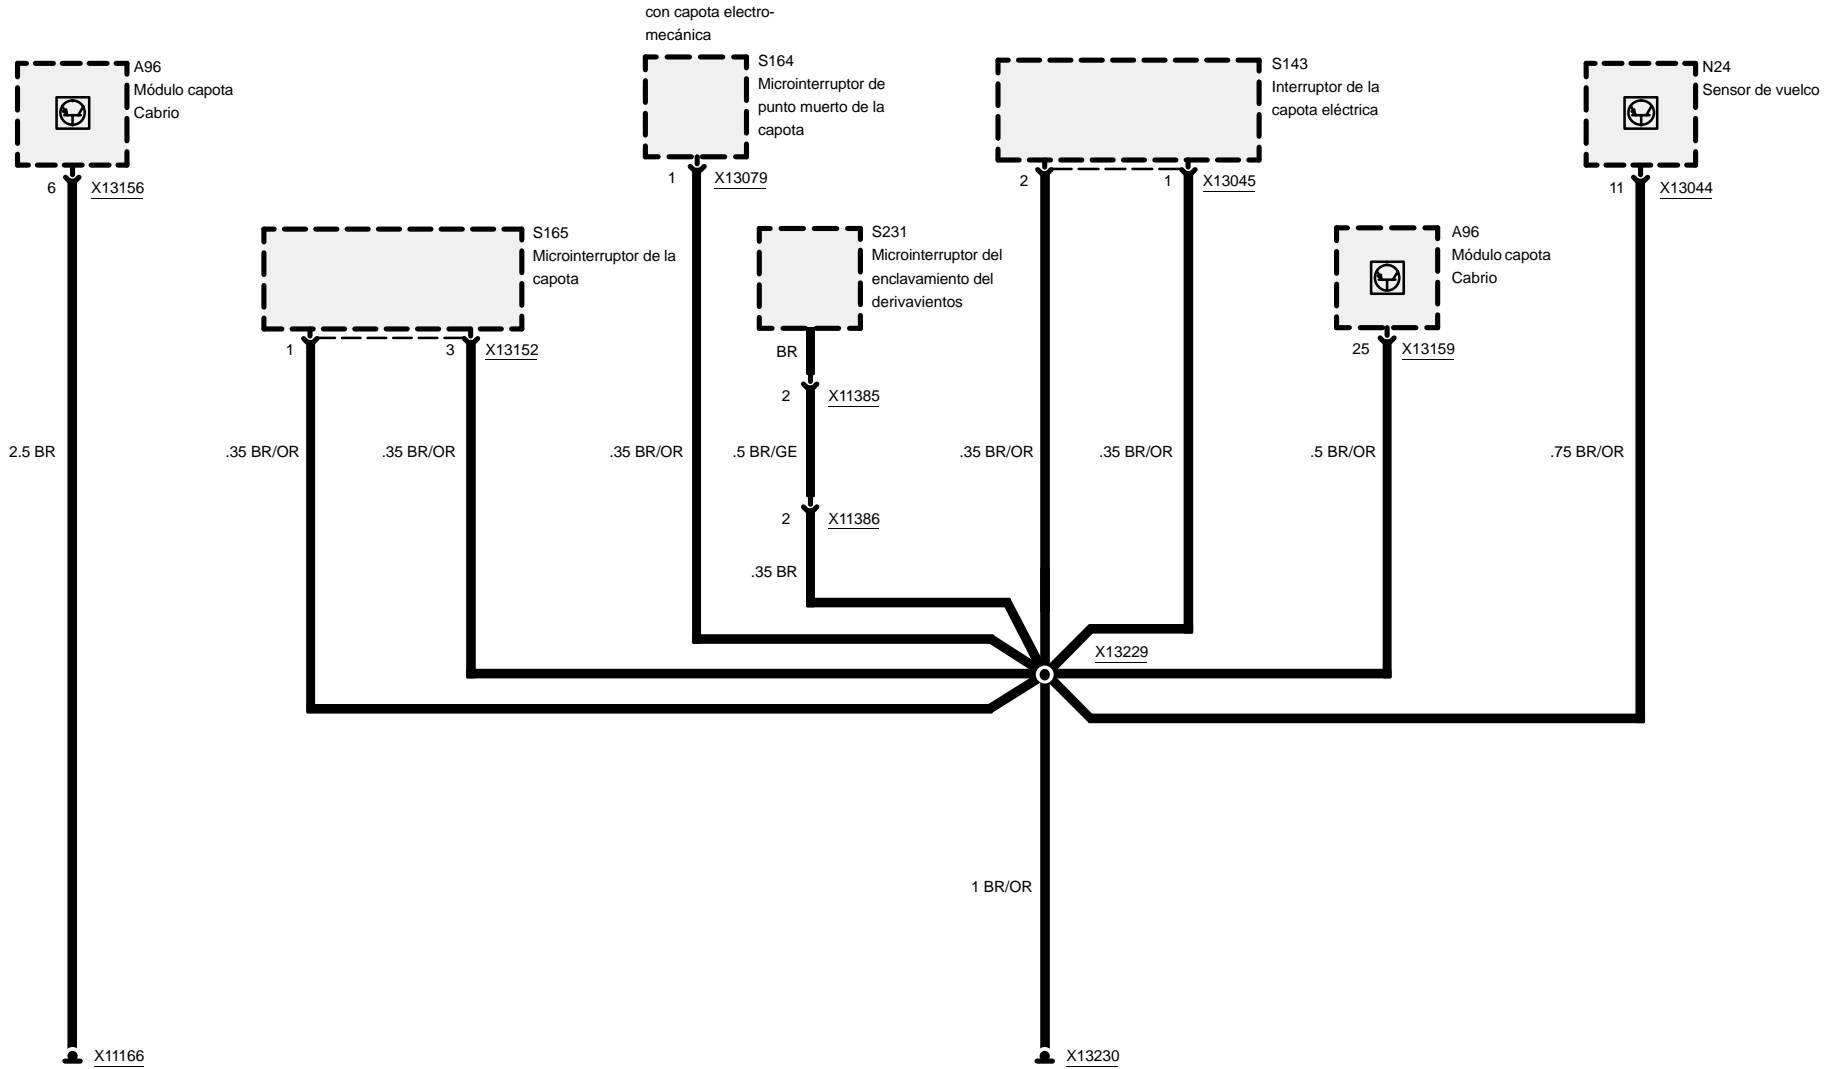 con capota electro-
mecánica
A96
Módulo capota
Cabrio
S164
Microinterruptor de
punto muerto de la
capota
S143
Interruptor de la
capota eléctrica
N24
Sensor de vuelco
6 X13156
1 X13079
2
1 X13045
11 X13044
S165
Microinterruptor de la
capota
S231
Microinterruptor del
enclavamiento del
derivavientos
A96
Módulo capota
Cabrio
1
3 X13152
BR
25 X13159
2 X11385
2.5 BR
.35 BR/OR
.35 BR/OR
.35 BR/OR
.5 BR/GE
.35 BR/OR
.35 BR/OR
.5 BR/OR
.75 BR/OR
2 X11386
.35 BR
X13229
1 BR/OR
X11166
X13230